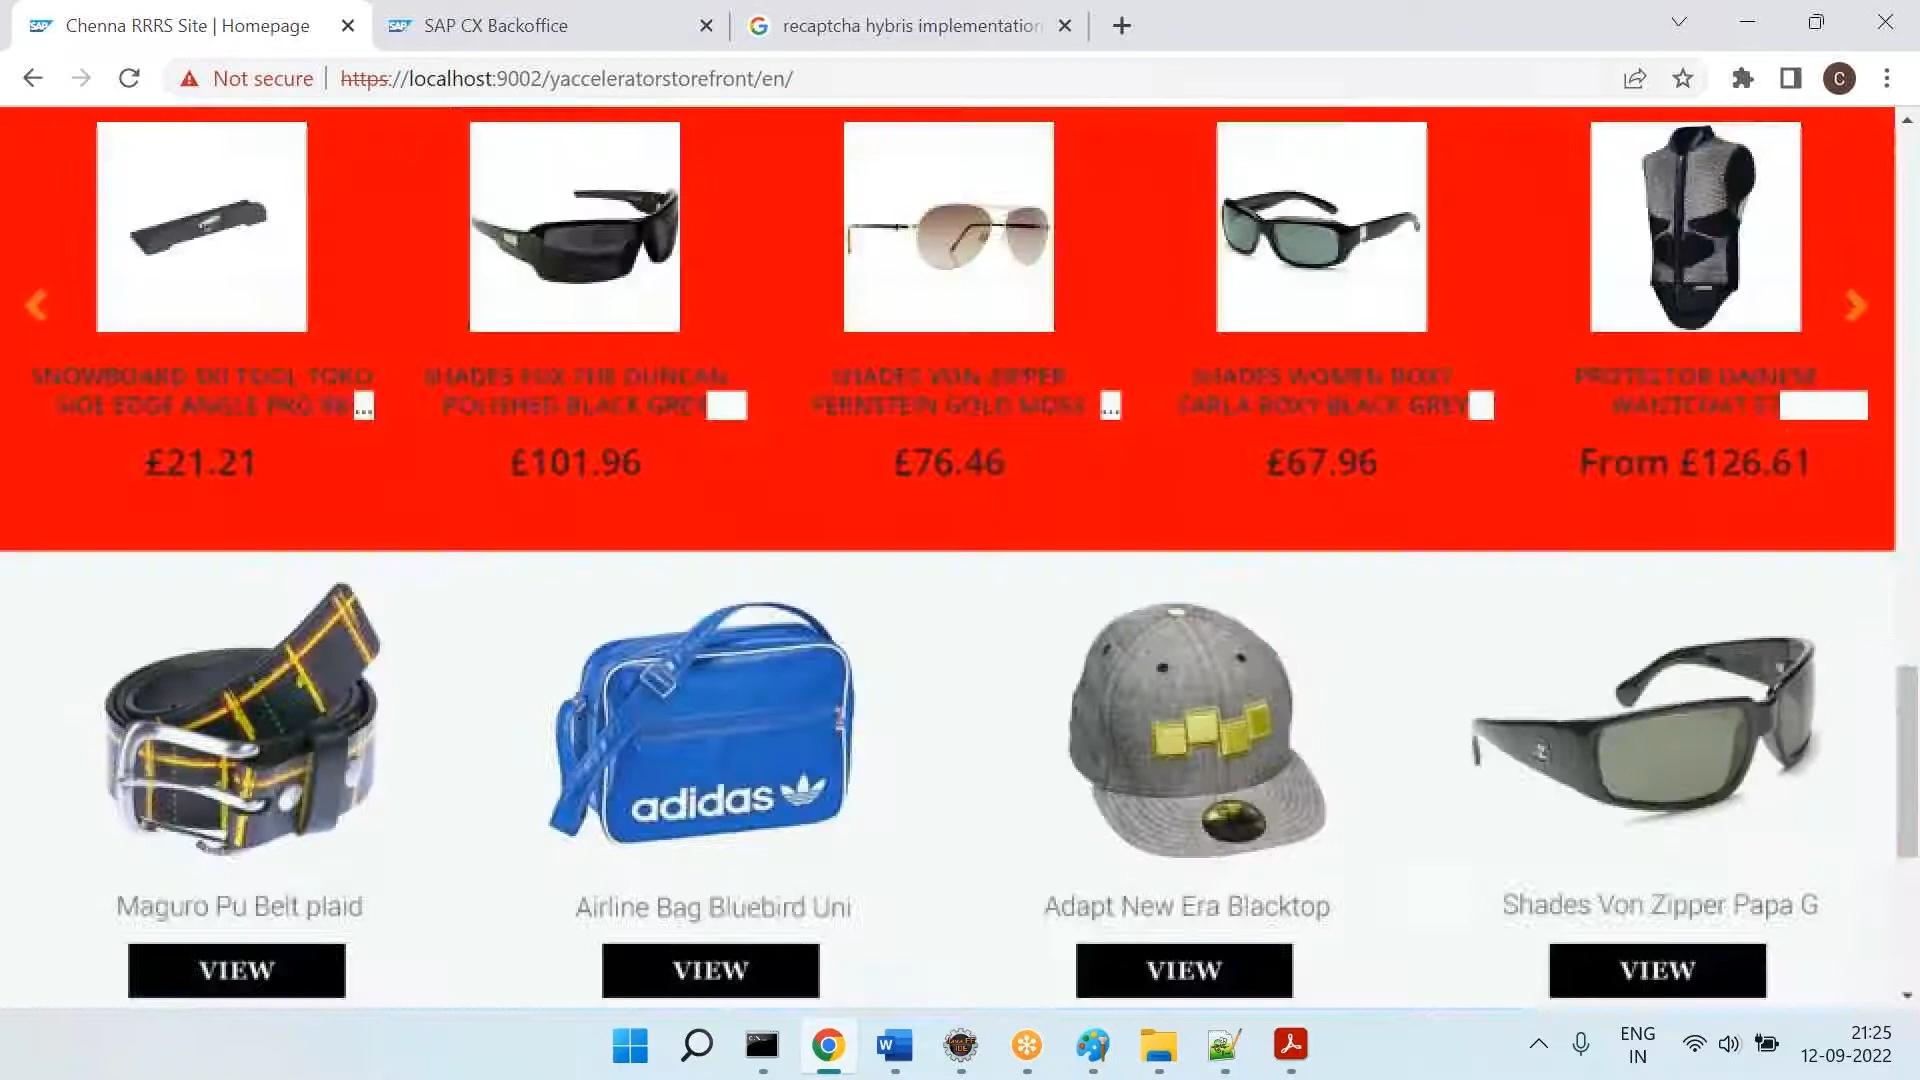 Chenna RRRS Site | Homepage
SAP CX Backoffice
recaptcha hybris implementation
Not secure
https://localhost:9002/yacceleratorstorefront/en/
C
SNOWBOARD SKI TOOL TOKO
SIDE EDGE ANGLE PRO 88 ...
SHADES FOX THE DUNCAN
POLISHED BLACK GREY
SHADES VON ZIPPER
FERNSTEIN GOLD MOSS ...
SHADES WOMEN ROXY
CARLA ROXY BLACK GREY
PROTECTOR DAINESE
WAISTCOAT S7
£21.21
£101.96
£76.46
£67.96
From £126.61
adidas
Maguro Pu Belt plaid
Airline Bag Bluebird Uni
Adapt New Era Blacktop
Shades Von Zipper Papa G
VIEW
VIEW
VIEW
VIEW
ENG
IN
21:25
12-09-2022